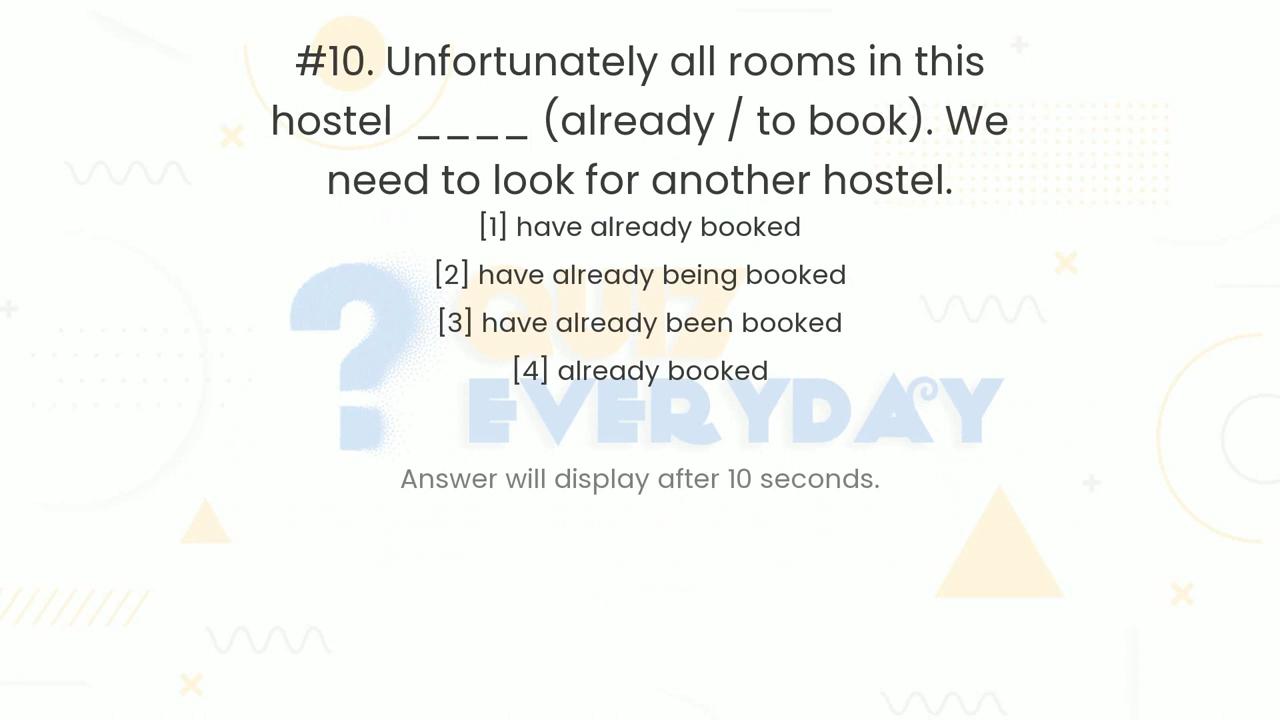 #10. Unfortunately all rooms in this
hostel ____ (already / to book). We
need to look for another hostel.
[1] have already booked
[2] have already being booked
[3] have already been booked
[4] already booked
? QUIZ
EVERYDAY
Answer will display after 10 seconds.